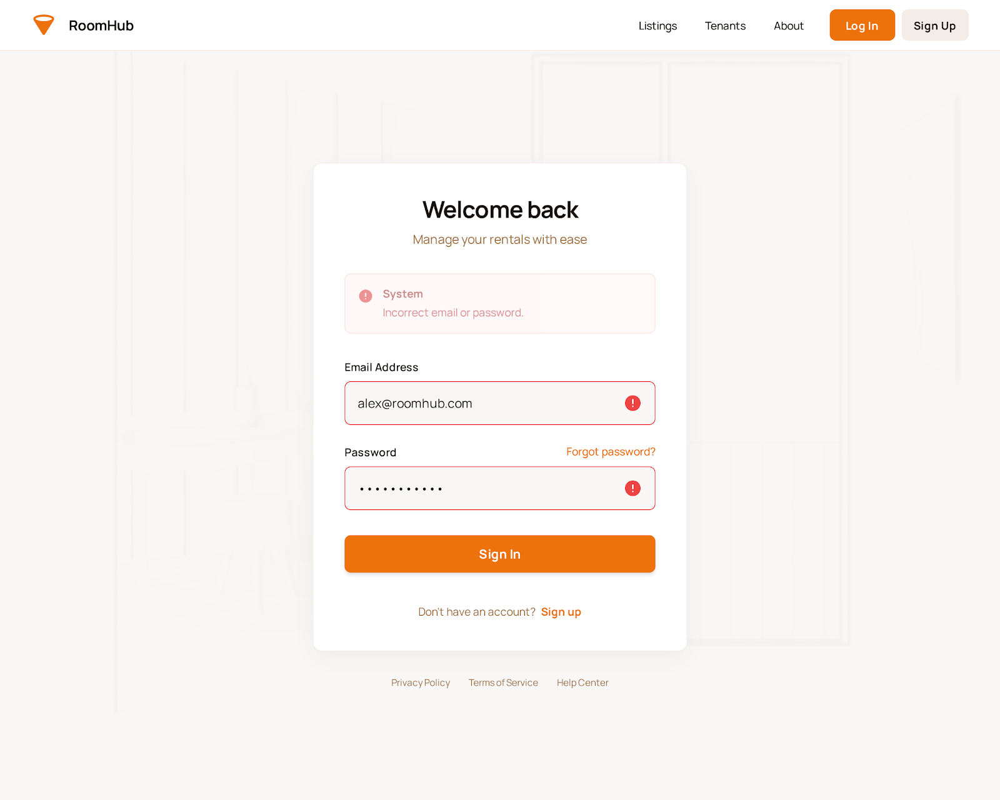 RoomHub
Listings
Tenants
About
Log In
Sign Up
Welcome back
Manage your rentals with ease
System
Incorrect email or password.
Email Address
alex@roomhub.com
Password
Forgot password?
•••••••••••
Sign In
Don't have an account? Sign up
Privacy Policy
Terms of Service
Help Center